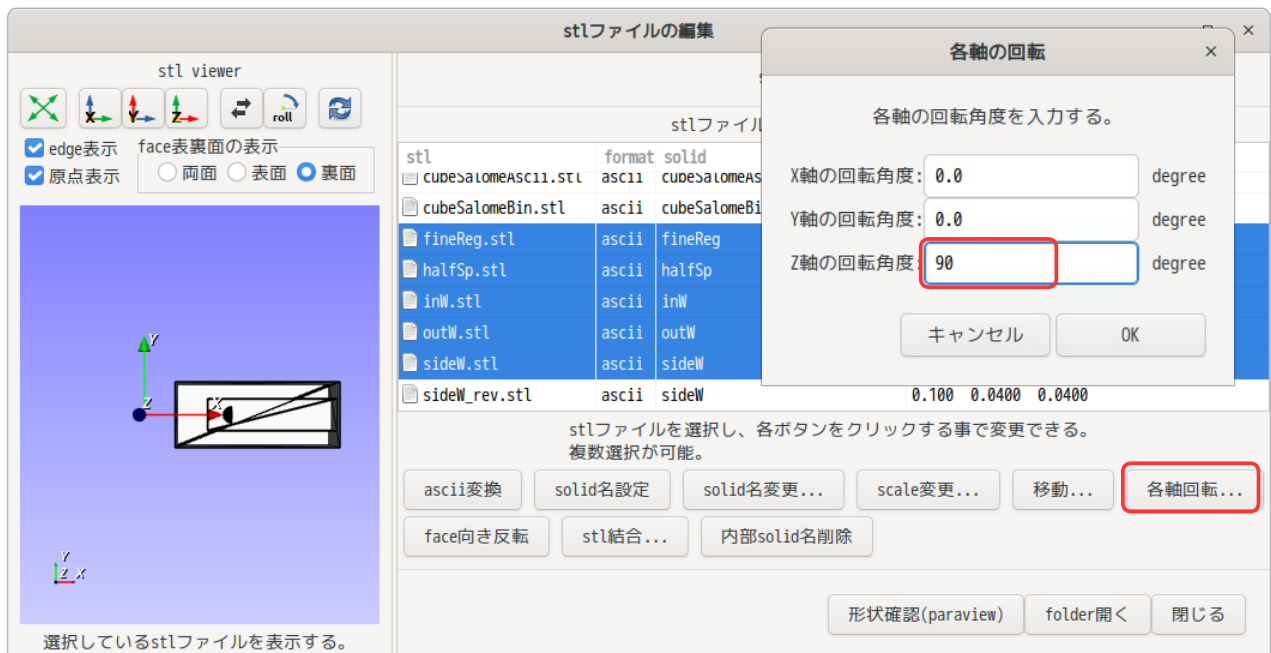 stlファイルの編集
stl viewer
roll
edge表示
原点表示
face表裏面の表示
両面 表面 裏面
Y
Z X
Y
Z X
選択しているstlファイルを表示する。
stlファイル
stl format solid
cubeSalomeAscii.stl ascii cubeSalomeAs
cubeSalomeBin.stl ascii cubeSalomeBi
fineReg.stl ascii fineReg
halfSp.stl ascii halfSp
inW.stl ascii inW
outW.stl ascii outW
sideW.stl ascii sideW
sideW_rev.stl ascii sideW 0.100 0.0400 0.0400
stlファイルを選択し、各ボタンをクリックする事で変更できる。
複数選択が可能。
ascii変換 solid名設定 solid名変更... scale変更... 移動... 各軸回転...
face向き反転 stl結合... 内部solid名削除
形状確認(paraview) folder開く 閉じる
各軸の回転
各軸の回転角度を入力する。
X軸の回転角度: 0.0 degree
Y軸の回転角度: 0.0 degree
Z軸の回転角度: 90 degree
キャンセル OK